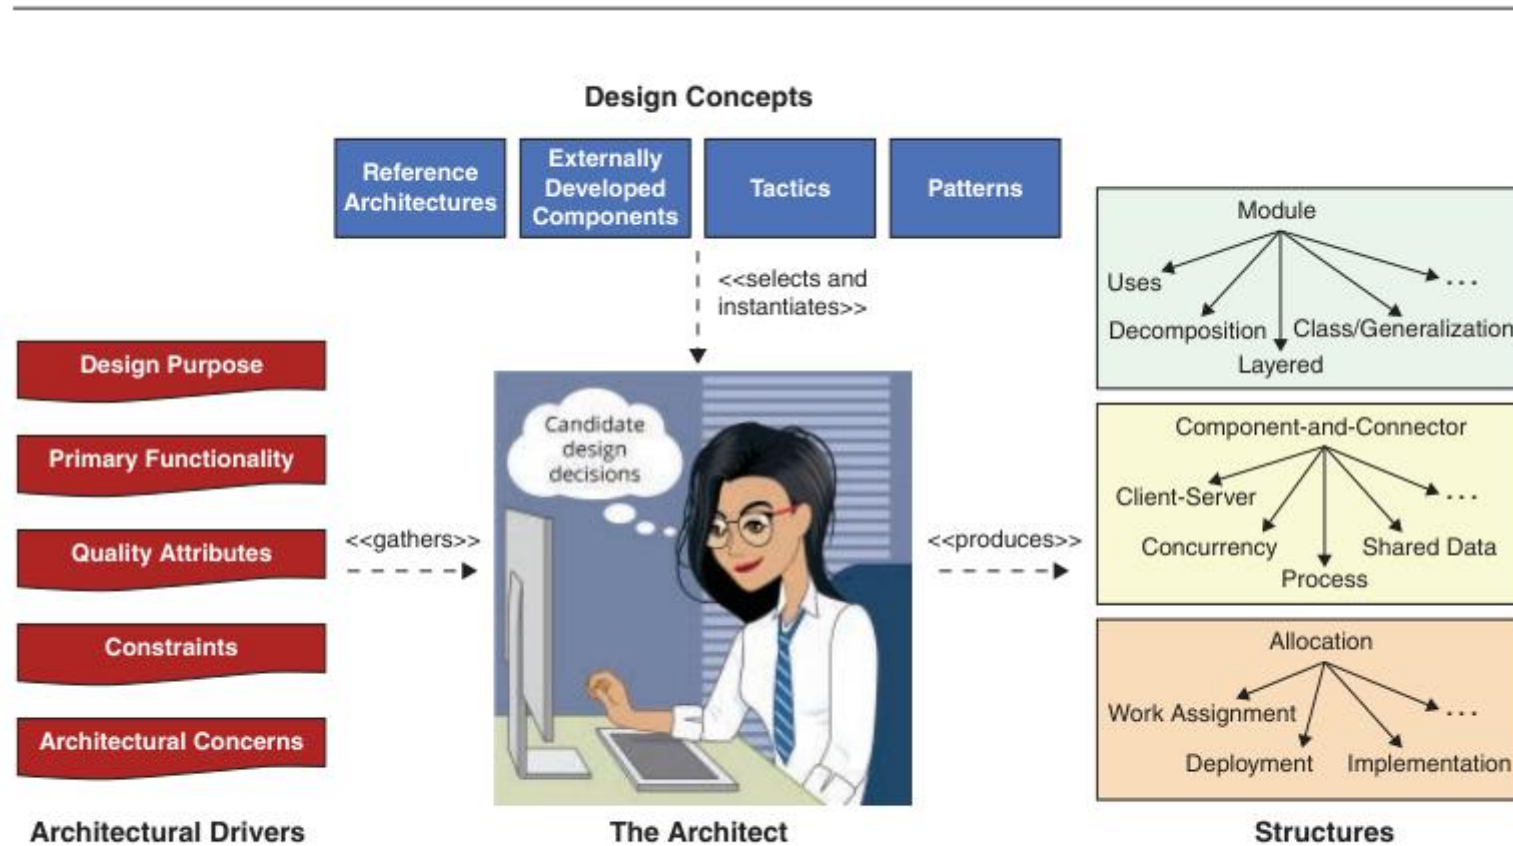 Design Concepts
Reference
Architectures
Externally
Developed
Components
Tactics
Patterns
<<selects and
instantiates>>
Design Purpose
Primary Functionality
Quality Attributes
Constraints
Architectural Concerns
Architectural Drivers
<<gathers>>
Candidate
design
decisions
The Architect
<<produces>>
Module
Uses
...
Decomposition
Class/Generalization
Layered
Component-and-Connector
Client-Server
...
Concurrency
Shared Data
Process
Allocation
Work Assignment
...
Deployment
Implementation
Structures